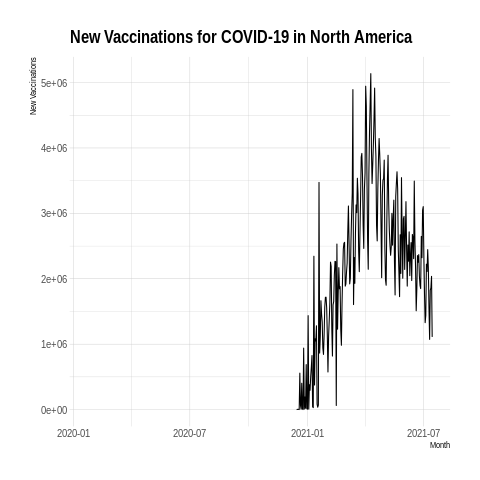 New Vaccinations for COVID-19 in North America
New Vaccinations
5e+06
4e+06
3e+06
2e+06
1e+06
0e+00
2020-01
2020-07
2021-01
2021-07
Month